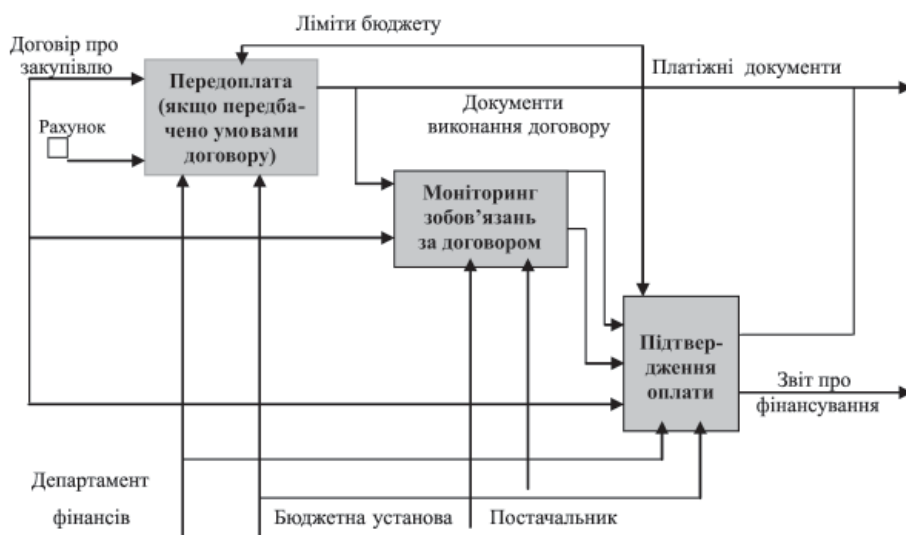 Ліміти бюджету
Договір про
закупівлю
Рахунок
Передоплата
(якщо передба-
чено умовами
договору)
Платіжні документи
Документи
виконання договору
Моніторинг
зобов’язань
за договором
Підтвер-
дження
оплати
Звіт про
фінансування
Департамент
фінансів
Бюджетна установа
Постачальник